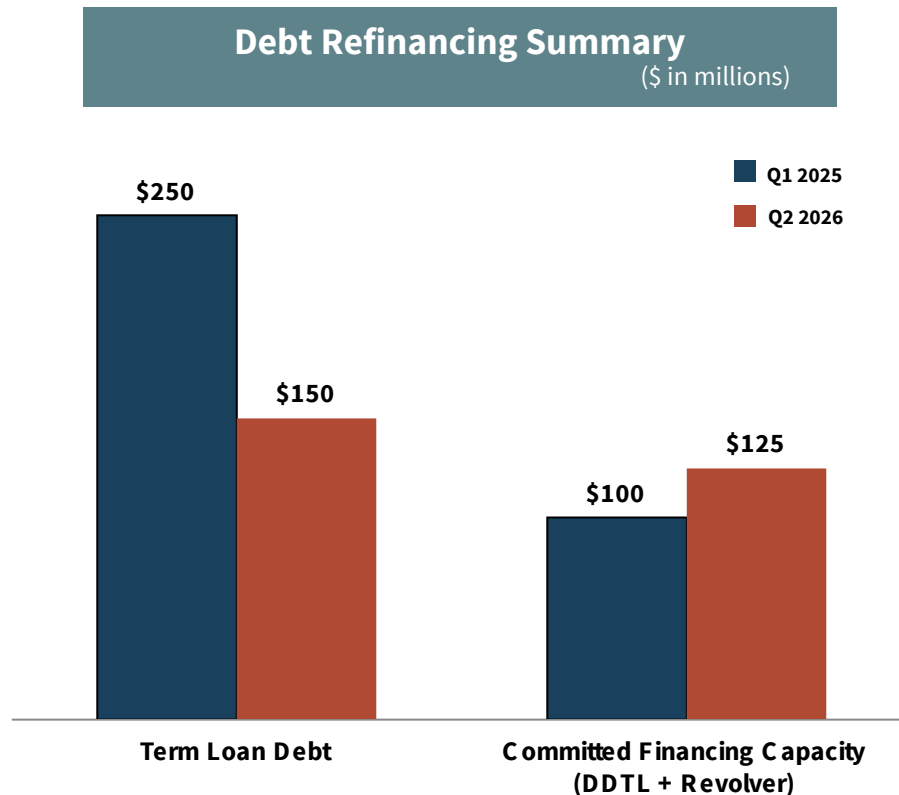 Debt Refinancing Summary
($ in millions)
Q1 2025
Q2 2026
$250
$150
$125
$100
Term Loan Debt
Committed Financing Capacity
(DDTL + Revolver)